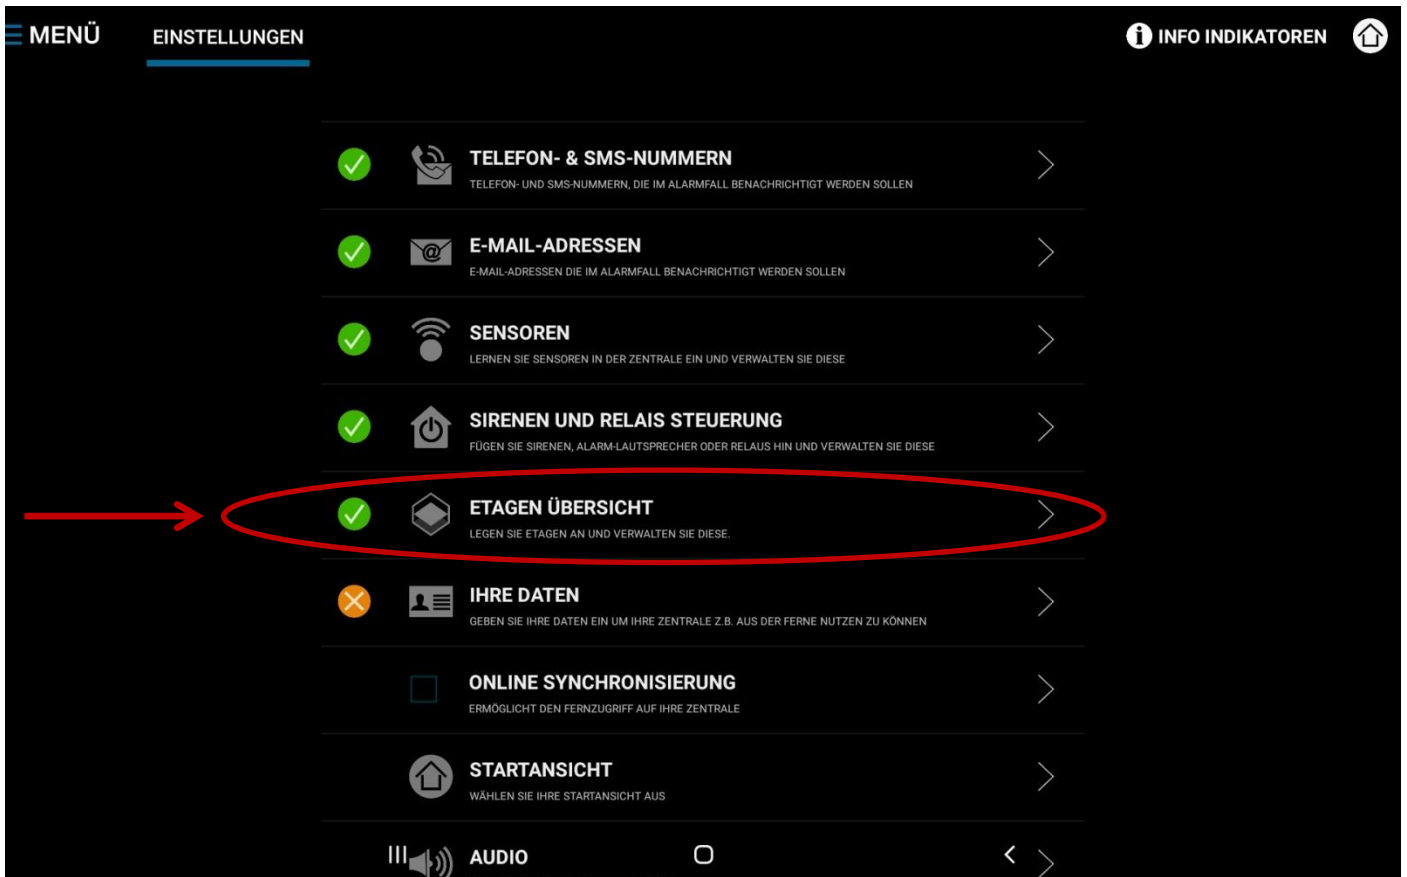 MENÜ
EINSTELLUNGEN
INFO INDIKATOREN
TELEFON- & SMS-NUMMERN
TELEFON- UND SMS-NUMMERN, DIE IM ALARMFALL BENACHRICHTIGT WERDEN SOLLEN
E-MAIL-ADRESSEN
E-MAIL-ADRESSEN DIE IM ALARMFALL BENACHRICHTIGT WERDEN SOLLEN
SENSOREN
LERNEN SIE SENSOREN IN DER ZENTRALE EIN UND VERWALTEN SIE DIESE
SIRENEN UND RELAIS STEUERUNG
FÜGEN SIE SIRENEN, ALARM-LAUTSPRECHER ODER RELAUS HIN UND VERWALTEN SIE DIESE
ETAGEN ÜBERSICHT
LEGEN SIE ETAGEN AN UND VERWALTEN SIE DIESE.
IHRE DATEN
GEBEN SIE IHRE DATEN EIN UM IHRE ZENTRALE Z.B. AUS DER FERNE NUTZEN ZU KÖNNEN
ONLINE SYNCHRONISIERUNG
ERMÖGLICHT DEN FERNZUGRIFF AUF IHRE ZENTRALE
STARTANSICHT
WÄHLEN SIE IHRE STARTANSICHT AUS
AUDIO